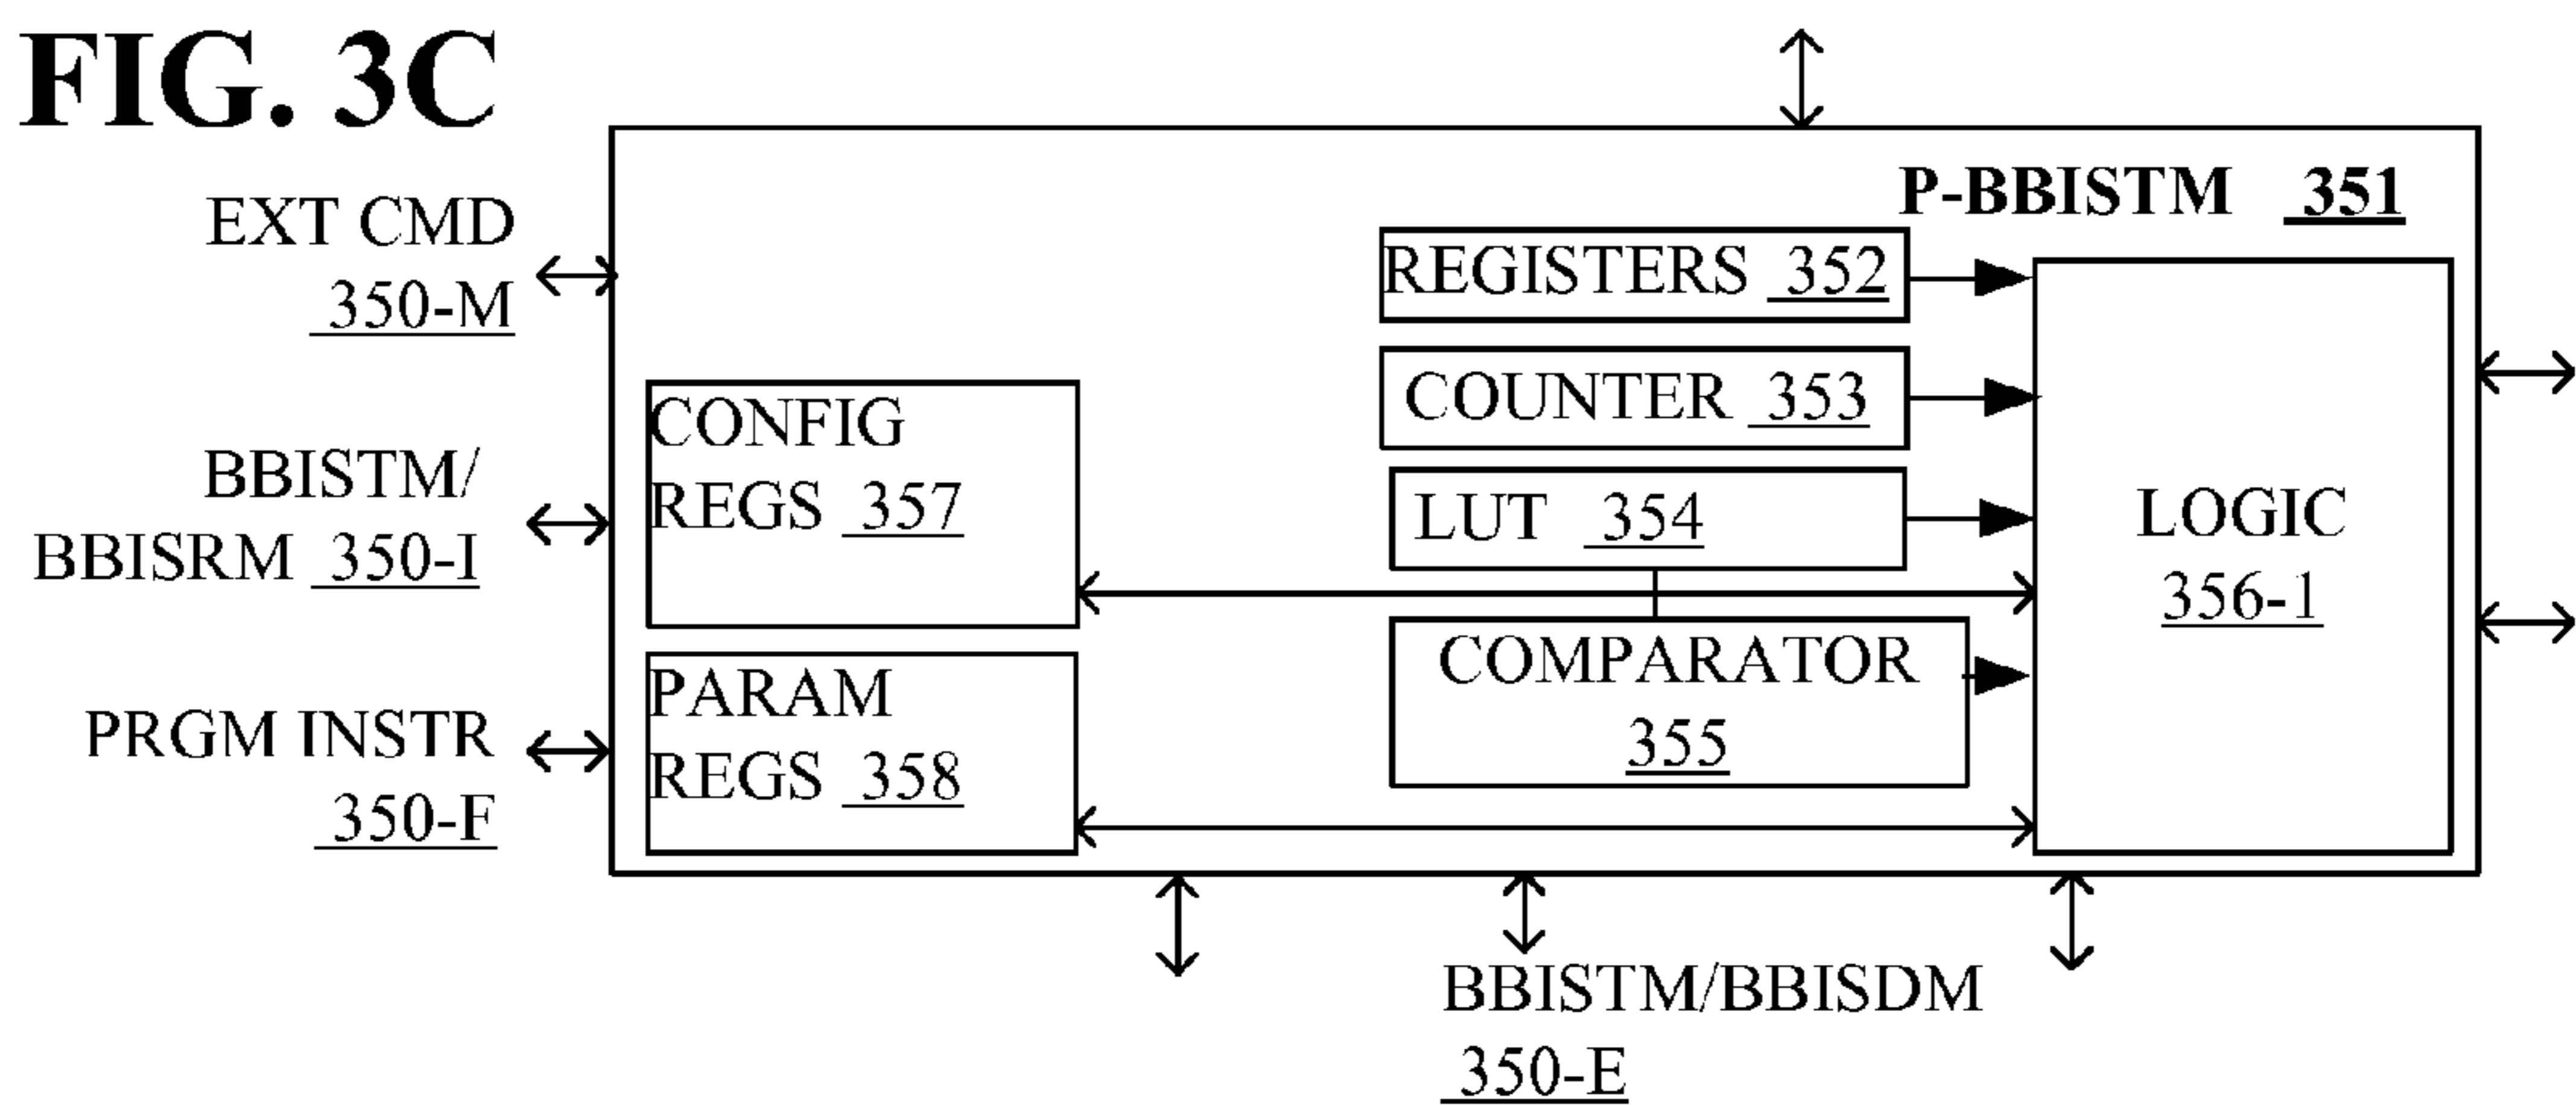 FIG. 3C
P-BBISTM 351
EXT CMD
350-M
REGISTERS 352
COUNTER 353
CONFIG
REGS 357
LUT 354
LOGIC
356-1
BBISTM/
BBISRM 350-I
COMPARATOR
355
PARAM
REGS 358
PRGM INSTR
350-F
BBISTM/BBISDM
350-E